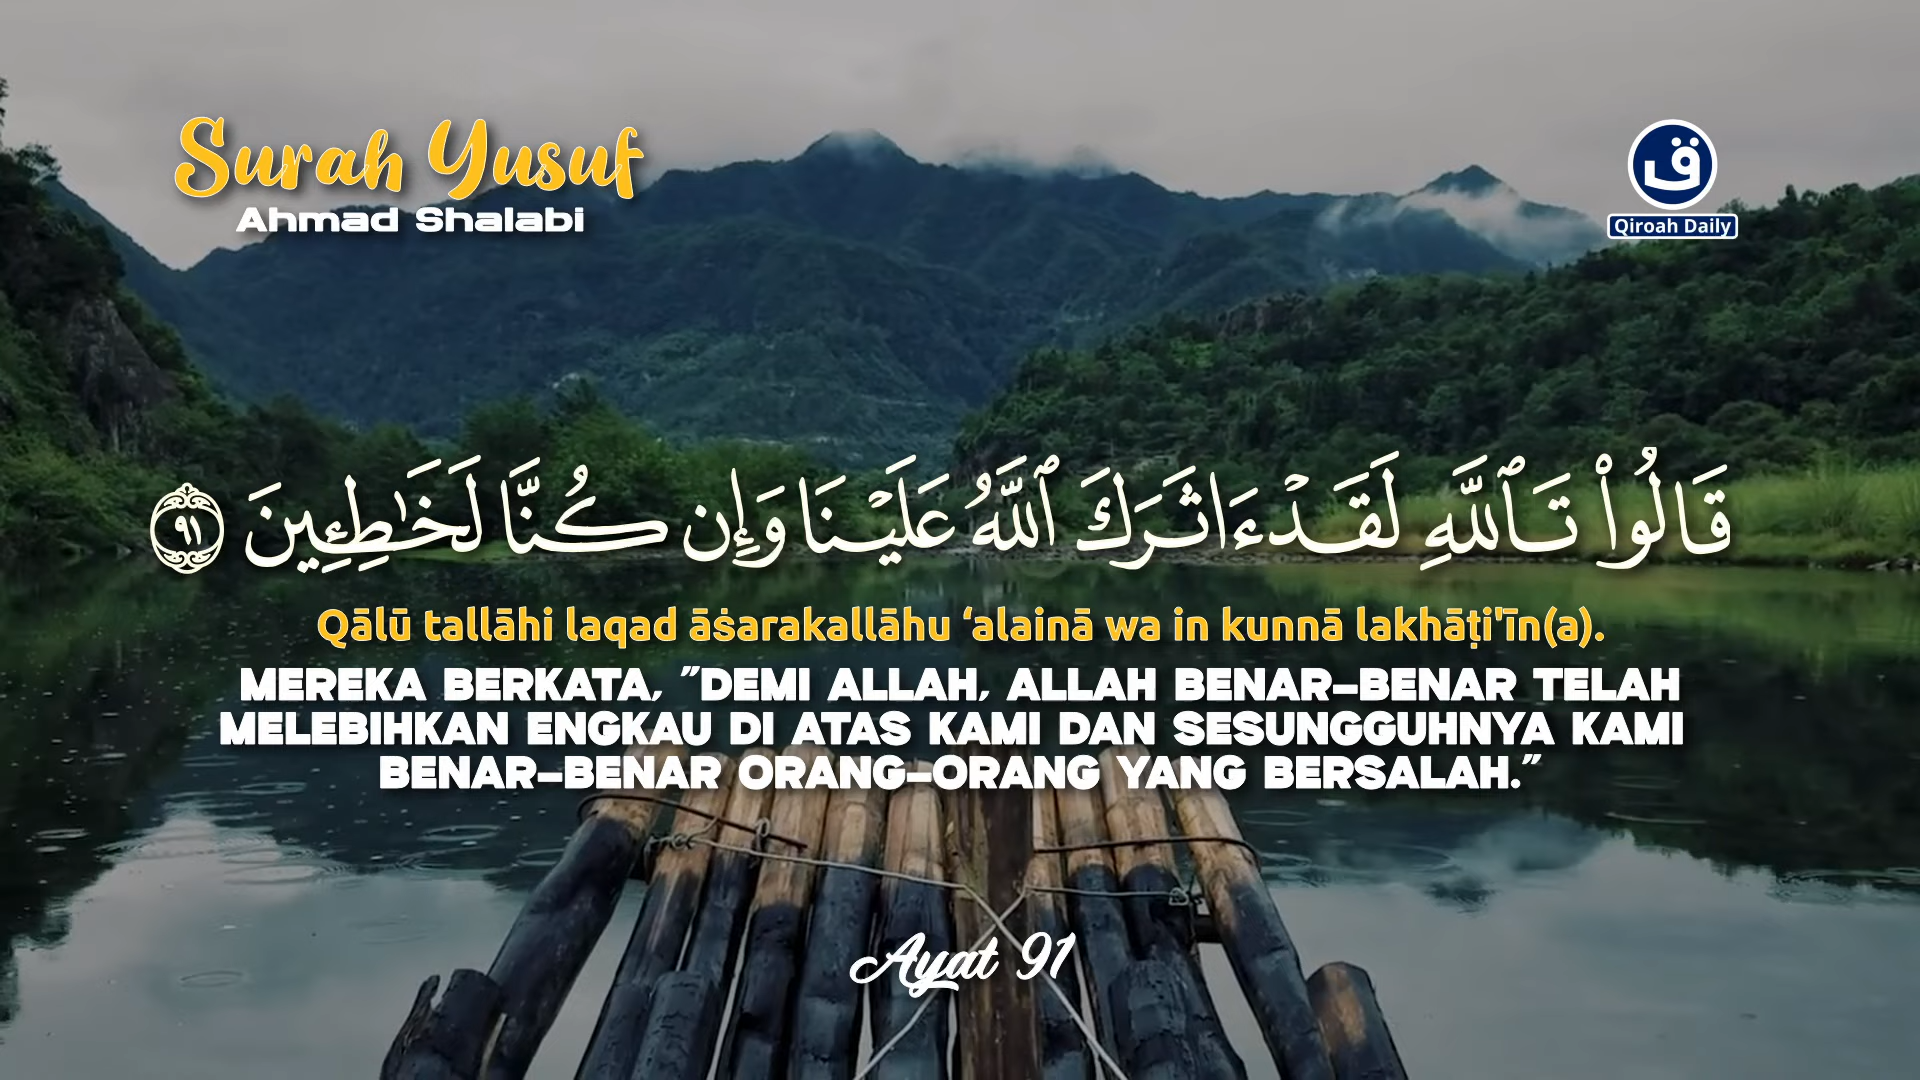 Surah Yusuf
Ahmad Shalabi
ق
Qiroah Daily
قَالُوا۟ تَٱللَّهِ لَقَدْ ءَاثَرَكَ ٱللَّهُ عَلَيْنَا وَإِن كُنَّا لَخَـٰطِـِٔينَ ٩١
Qālū tallāhi laqad āṡarakallāhu ‘alainā wa in kunnā lakhāṭi'īn(a).
MEREKA BERKATA, "DEMI ALLAH, ALLAH BENAR-BENAR TELAH
MELEBIHKAN ENGKAU DI ATAS KAMI DAN SESUNGGUHNYA KAMI
BENAR-BENAR ORANG-ORANG YANG BERSALAH."
Ayat 91